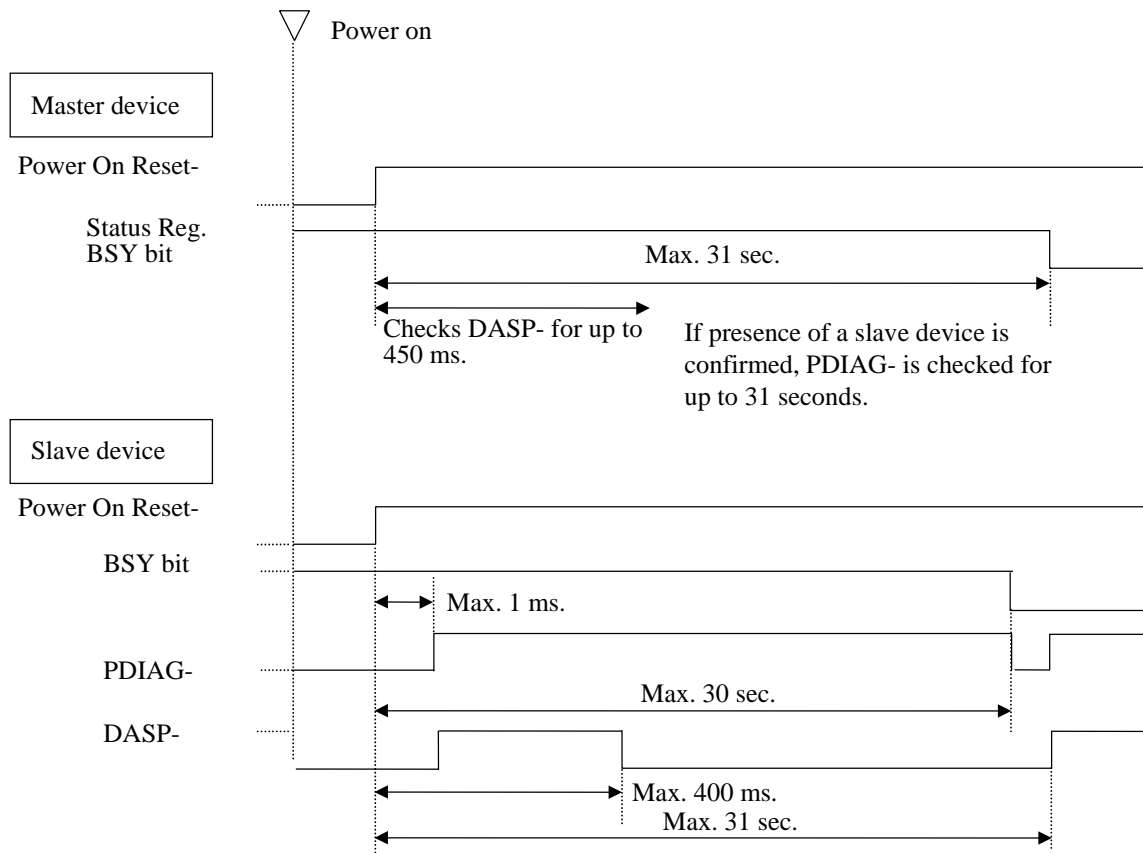 Power on
Master device
Power On Reset-
Status Reg.
BSY bit
Max. 31 sec.
Checks DASP- for up to
450 ms.
If presence of a slave device is
confirmed, PDIAG- is checked for
up to 31 seconds.
Slave device
Power On Reset-
BSY bit
Max. 1 ms.
PDIAG-
Max. 30 sec.
DASP-
Max. 400 ms.
Max. 31 sec.